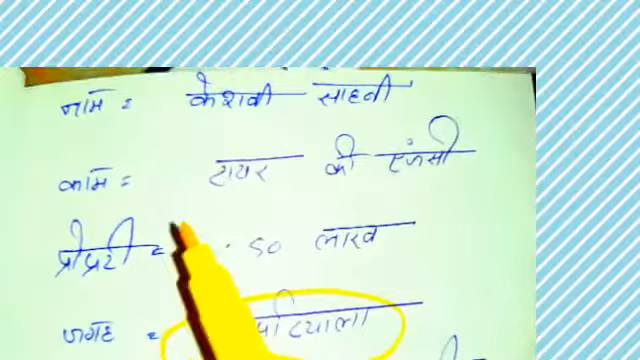 नाम = केशवी साहनी
काम = टायर की एजंसी
प्रोप्रटी = 50 लाख
जगह = पटियाला